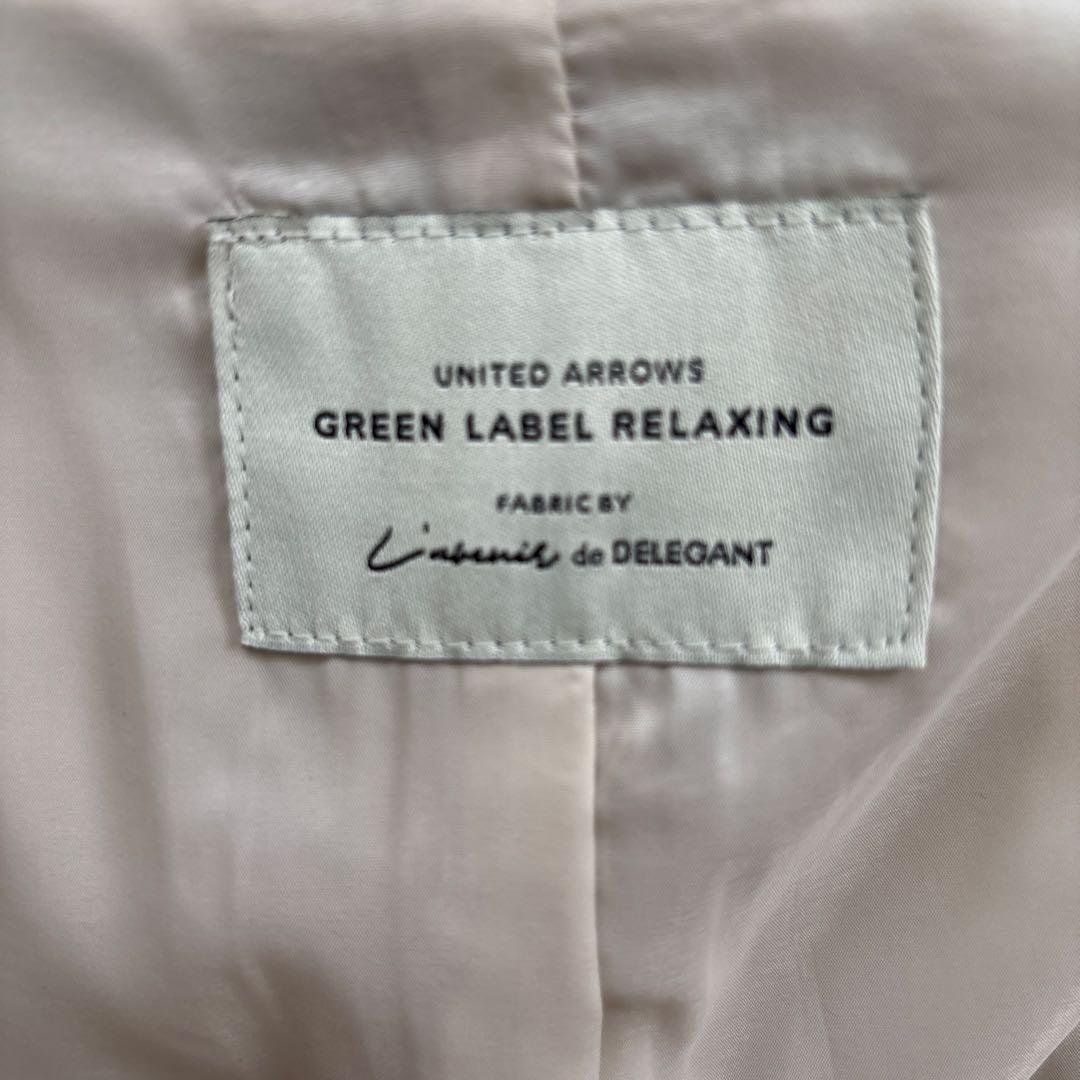 UNITED ARROWS
GREEN LABEL RELAXING
FABRIC BY
L'avenir de DELEGANT